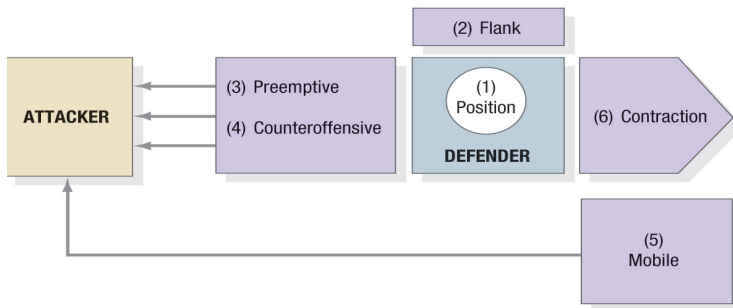 (2) Flank
ATTACKER
(3) Preemptive
(4) Counteroffensive
(1)
Position
DEFENDER
(6) Contraction
(5)
Mobile